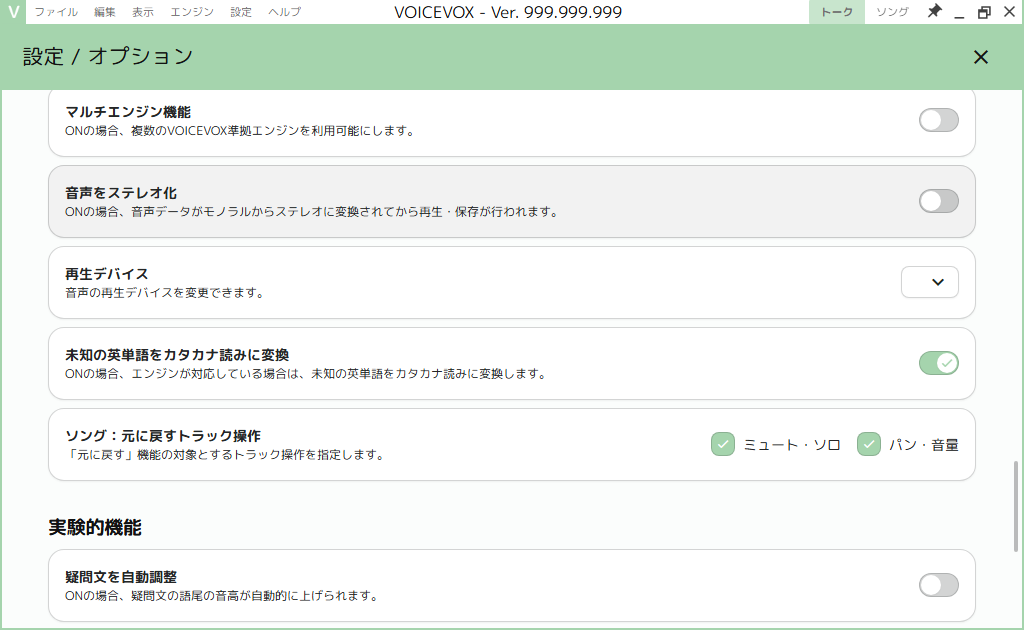 V ファイル 編集 表示 エンジン 設定 ヘルプ VOICEVOX - Ver. 999.999.999 トーク ソング
設定 / オプション
マルチエンジン機能
ONの場合、複数のVOICEVOX準拠エンジンを利用可能にします。
音声をステレオ化
ONの場合、音声データがモノラルからステレオに変換されてから再生・保存が行われます。
再生デバイス
音声の再生デバイスを変更できます。
未知の英単語をカタカナ読みに変換
ONの場合、エンジンが対応している場合は、未知の英単語をカタカナ読みに変換します。
ソング：元に戻すトラック操作
「元に戻す」機能の対象とするトラック操作を指定します。
ミュート・ソロ パン・音量
実験的機能
疑問文を自動調整
ONの場合、疑問文の語尾の音高が自動的に上げられます。